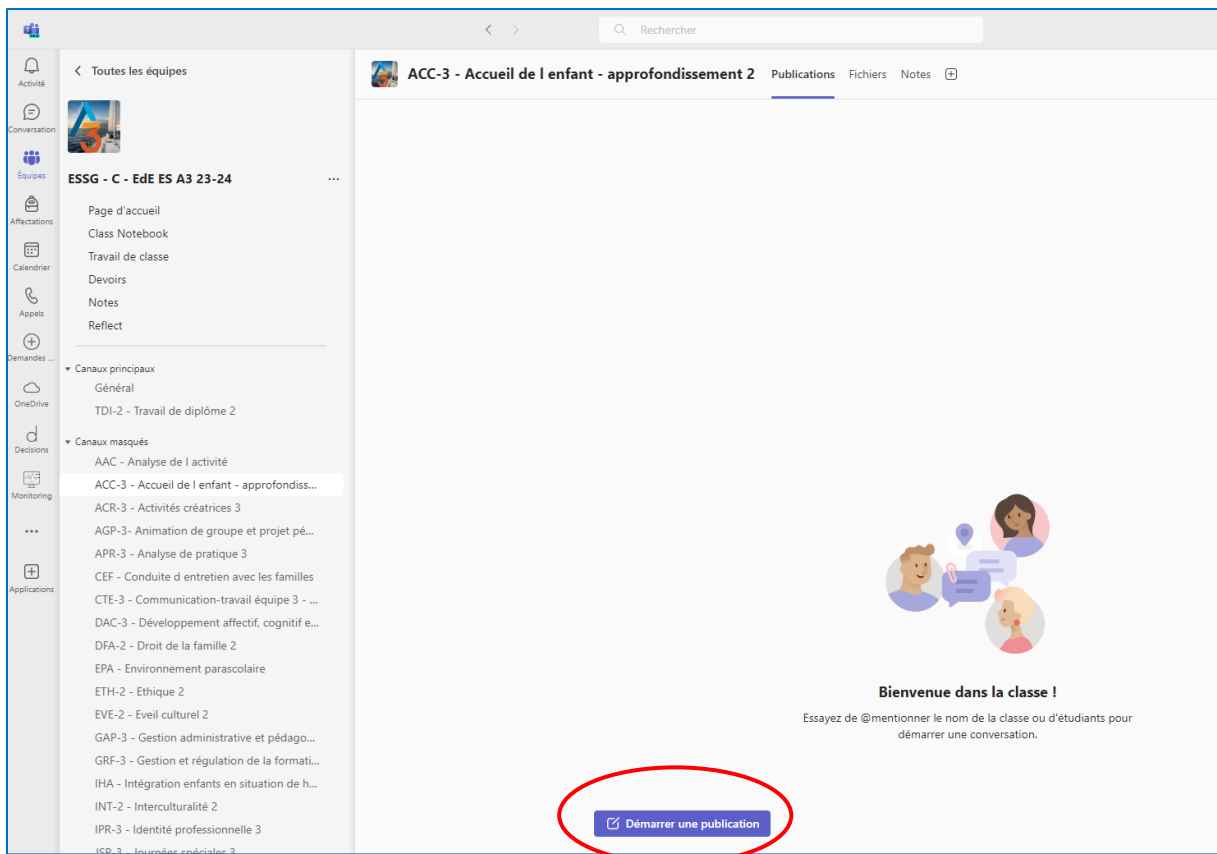 Rechercher
Activité
Conversation
Équipes
Affectations
Calendrier
Appels
Demandes ...
OneDrive
Decisions
Monitoring
Applications
Toutes les équipes
ESSG - C - EdE ES A3 23-24
Page d'accueil
Class Notebook
Travail de classe
Devoirs
Notes
Reflect
Canaux principaux
Général
TDI-2 - Travail de diplôme 2
Canaux masqués
AAC - Analyse de l activité
ACC-3 - Accueil de l enfant - approfondiss...
ACR-3 - Activités créatrices 3
AGP-3- Animation de groupe et projet pé...
APR-3 - Analyse de pratique 3
CEF - Conduite d entretien avec les familles
CTE-3 - Communication-travail équipe 3 - ...
DAC-3 - Développement affectif, cognitif e...
DFA-2 - Droit de la famille 2
EPA - Environnement parascolaire
ETH-2 - Ethique 2
EVE-2 - Eveil culturel 2
GAP-3 - Gestion administrative et pédago...
GRF-3 - Gestion et régulation de la formati...
IHA - Intégration enfants en situation de h...
INT-2 - Interculturalité 2
IPR-3 - Identité professionnelle 3
JSP-3 - Journées spéciales 3
ACC-3 - Accueil de l enfant - approfondissement 2 Publications Fichiers Notes
Bienvenue dans la classe !
Essayez de @mentionner le nom de la classe ou d'étudiants pour
démarrer une conversation.
Démarrer une publication